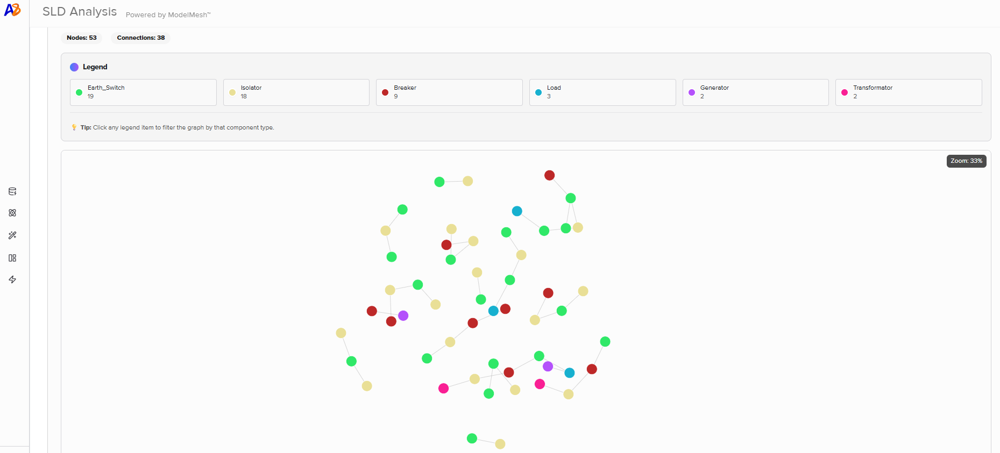 A8
SLD Analysis Powered by ModelMesh™
Nodes: 53 Connections: 38
Legend
Earth_Switch
19
Isolator
18
Breaker
9
Load
3
Generator
2
Transformator
2
Tip: Click any legend item to filter the graph by that component type.
Zoom: 33%